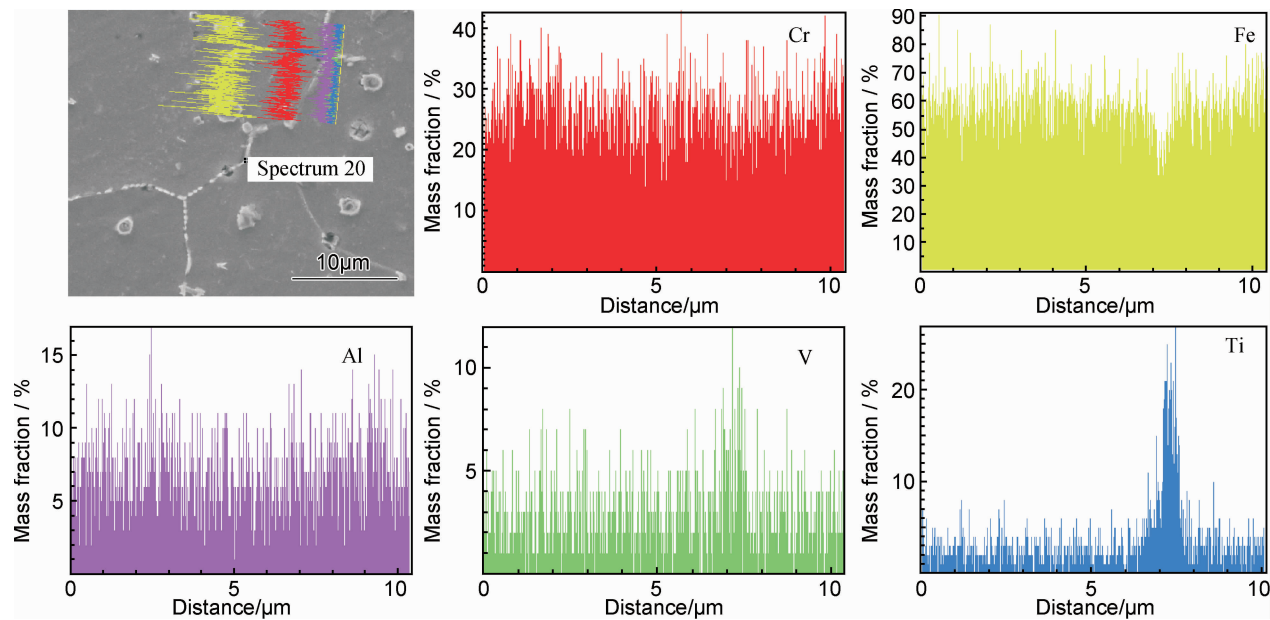 Spectrum 20
10μm
Cr
Mass fraction / %
40
30
20
10
0
5
10
Distance/μm
Fe
Mass fraction / %
90
80
70
60
50
40
30
20
10
0
5
10
Distance/μm
Al
Mass fraction / %
15
10
5
0
5
10
Distance/μm
V
Mass fraction / %
10
5
0
5
10
Distance/μm
Ti
Mass fraction / %
20
10
0
5
10
Distance/μm